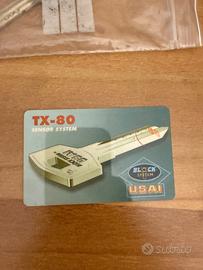 TX-80
SENSOR SYSTEM
BLOCK
SYSTEM
USAI
subito